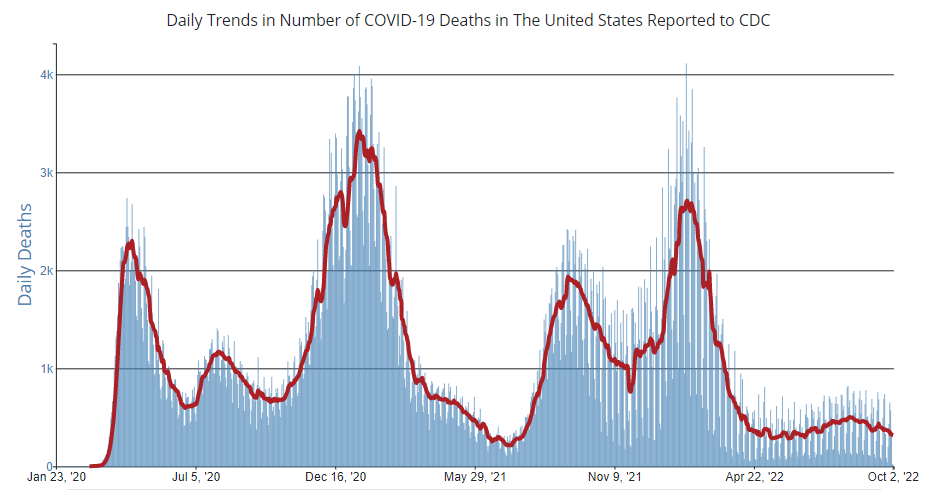 Daily Trends in Number of COVID-19 Deaths in The United States Reported to CDC
Daily Deaths
4k
3k
2k
1k
0
Jan 23, '20
Jul 5, '20
Dec 16, '20
May 29, '21
Nov 9, '21
Apr 22, '22
Oct 2, '22